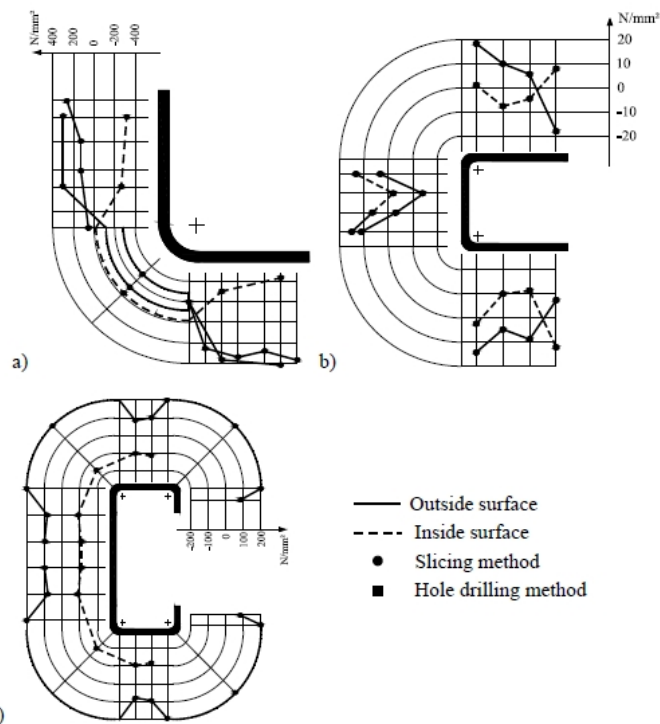 N/mm²
400
200
0
-200
-400
a)
N/mm²
20
10
0
-10
-20
b)
-200
-100
0
100
200
N/mm²
)
Outside surface
Inside surface
Slicing method
Hole drilling method